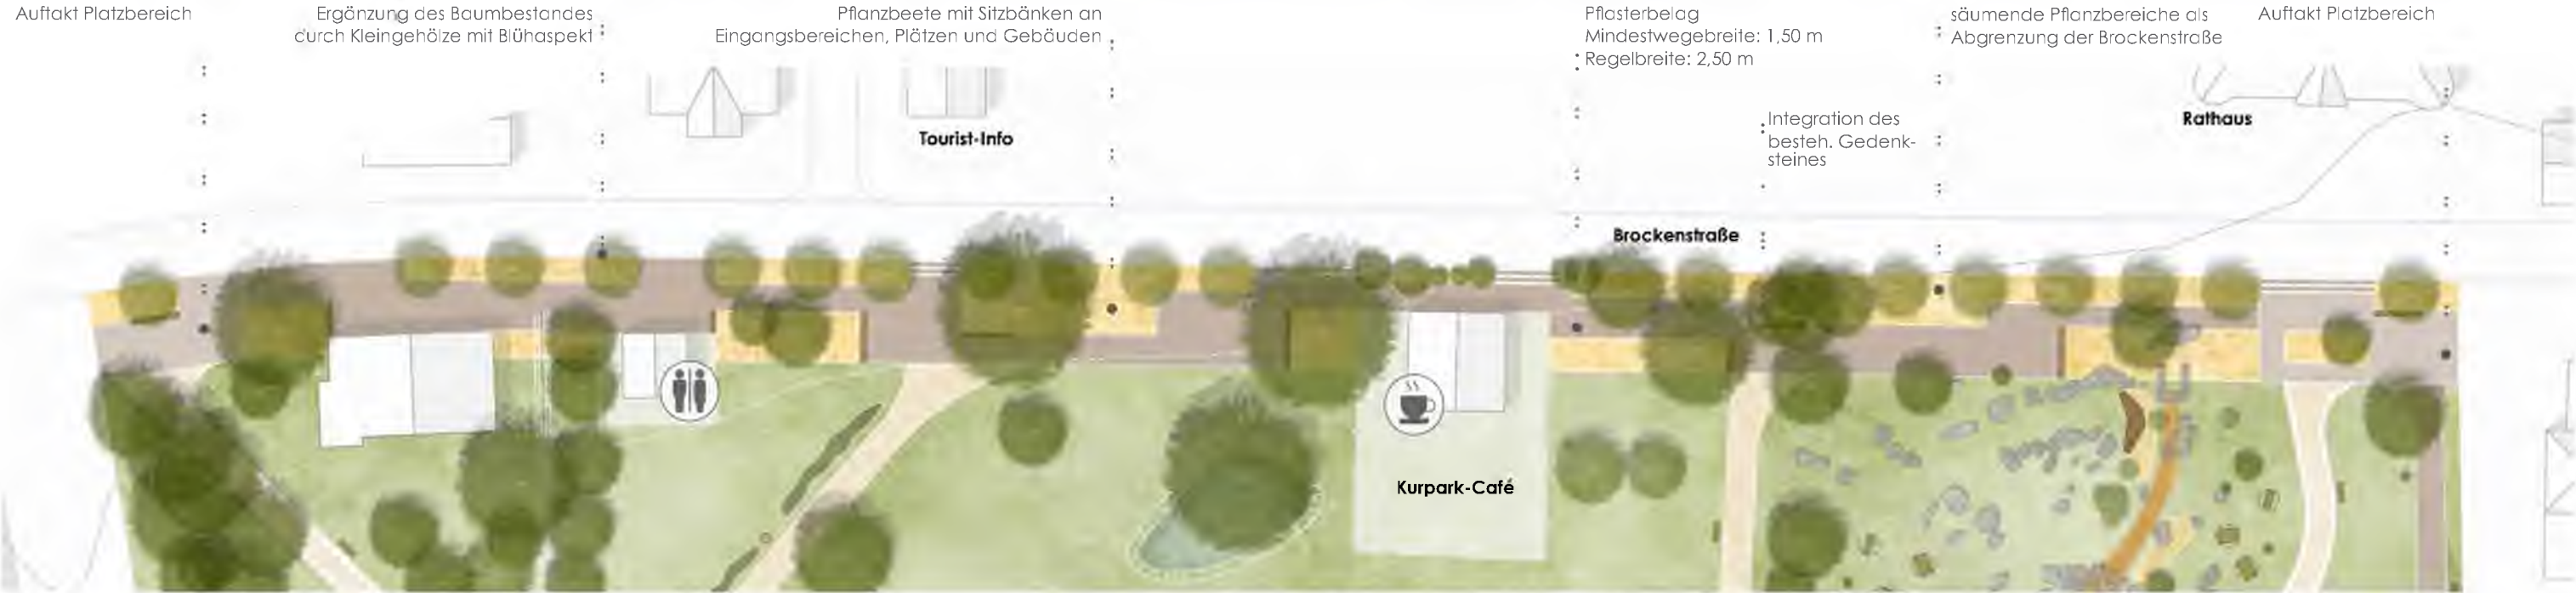 Auftakt Platzbereich
Ergänzung des Baumbestandes
durch Kleingehölze mit Blühaspekt
Pflanzbeete mit Sitzbänken an
Eingangsbereichen, Plätzen und Gebäuden
Pflasterbelag
Mindestwegebreite: 1,50 m
Regelbreite: 2,50 m
Integration des
besteh. Gedenk-
steines
säumende Pflanzbereiche als
Abgrenzung der Brockenstraße
Auftakt Platzbereich
Tourist-Info
Rathaus
Brockenstraße
Kurpark-Café